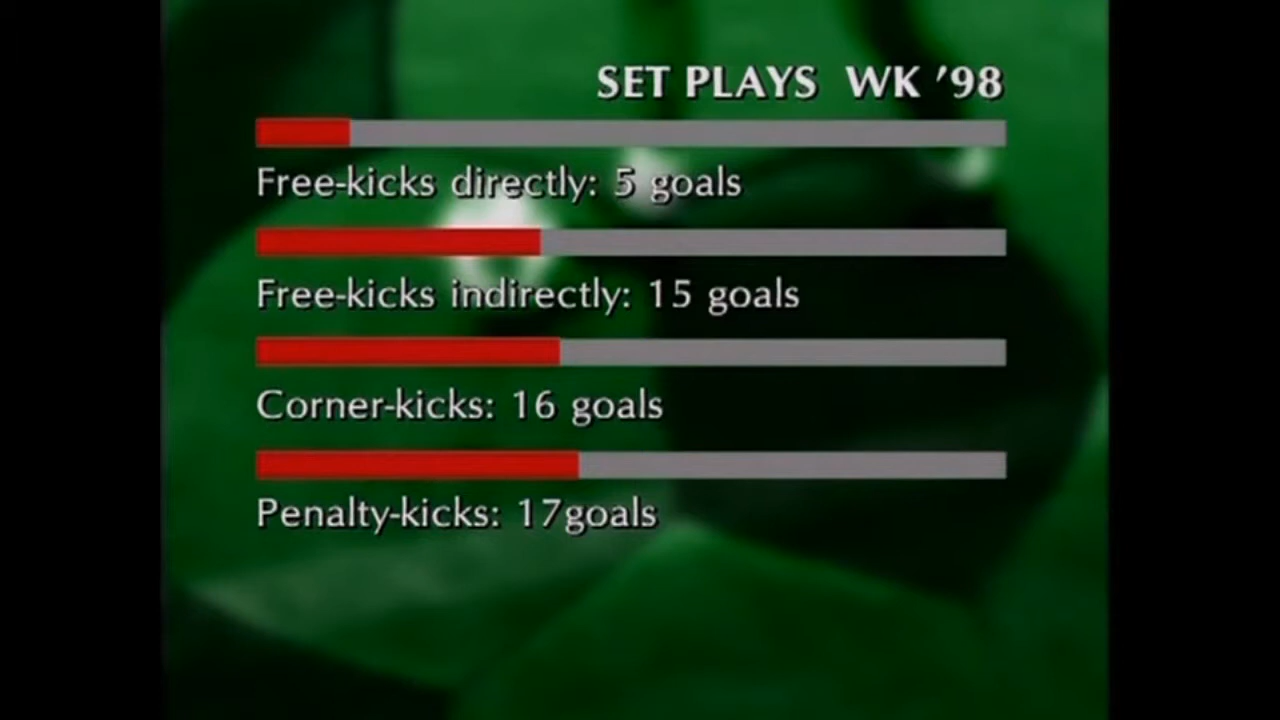 SET PLAYS WK '98
Free-kicks directly: 5 goals
Free-kicks indirectly: 15 goals
Corner-kicks: 16 goals
Penalty-kicks: 17goals